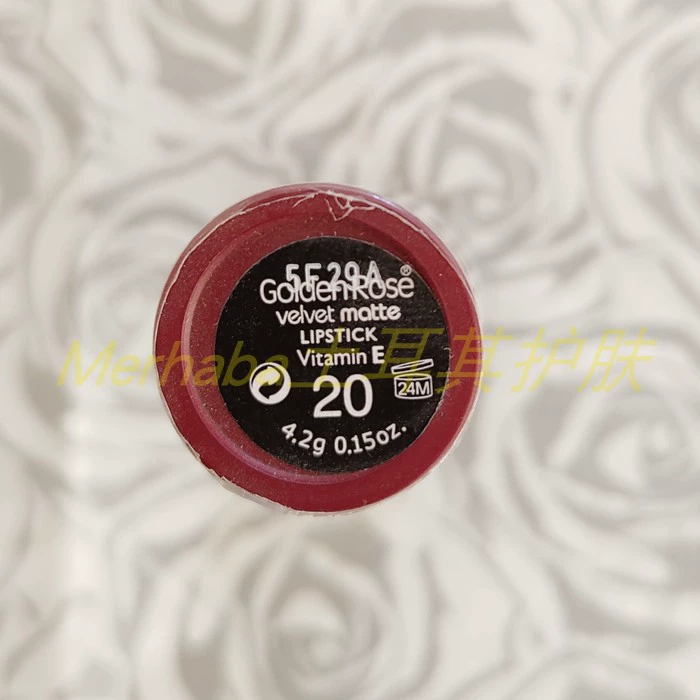 5F29A
GoldenRose®
velvet matte
LIPSTICK
Vitamin E
20
24M
4.2g 0.15oz.
Merhaba_土耳其护肤